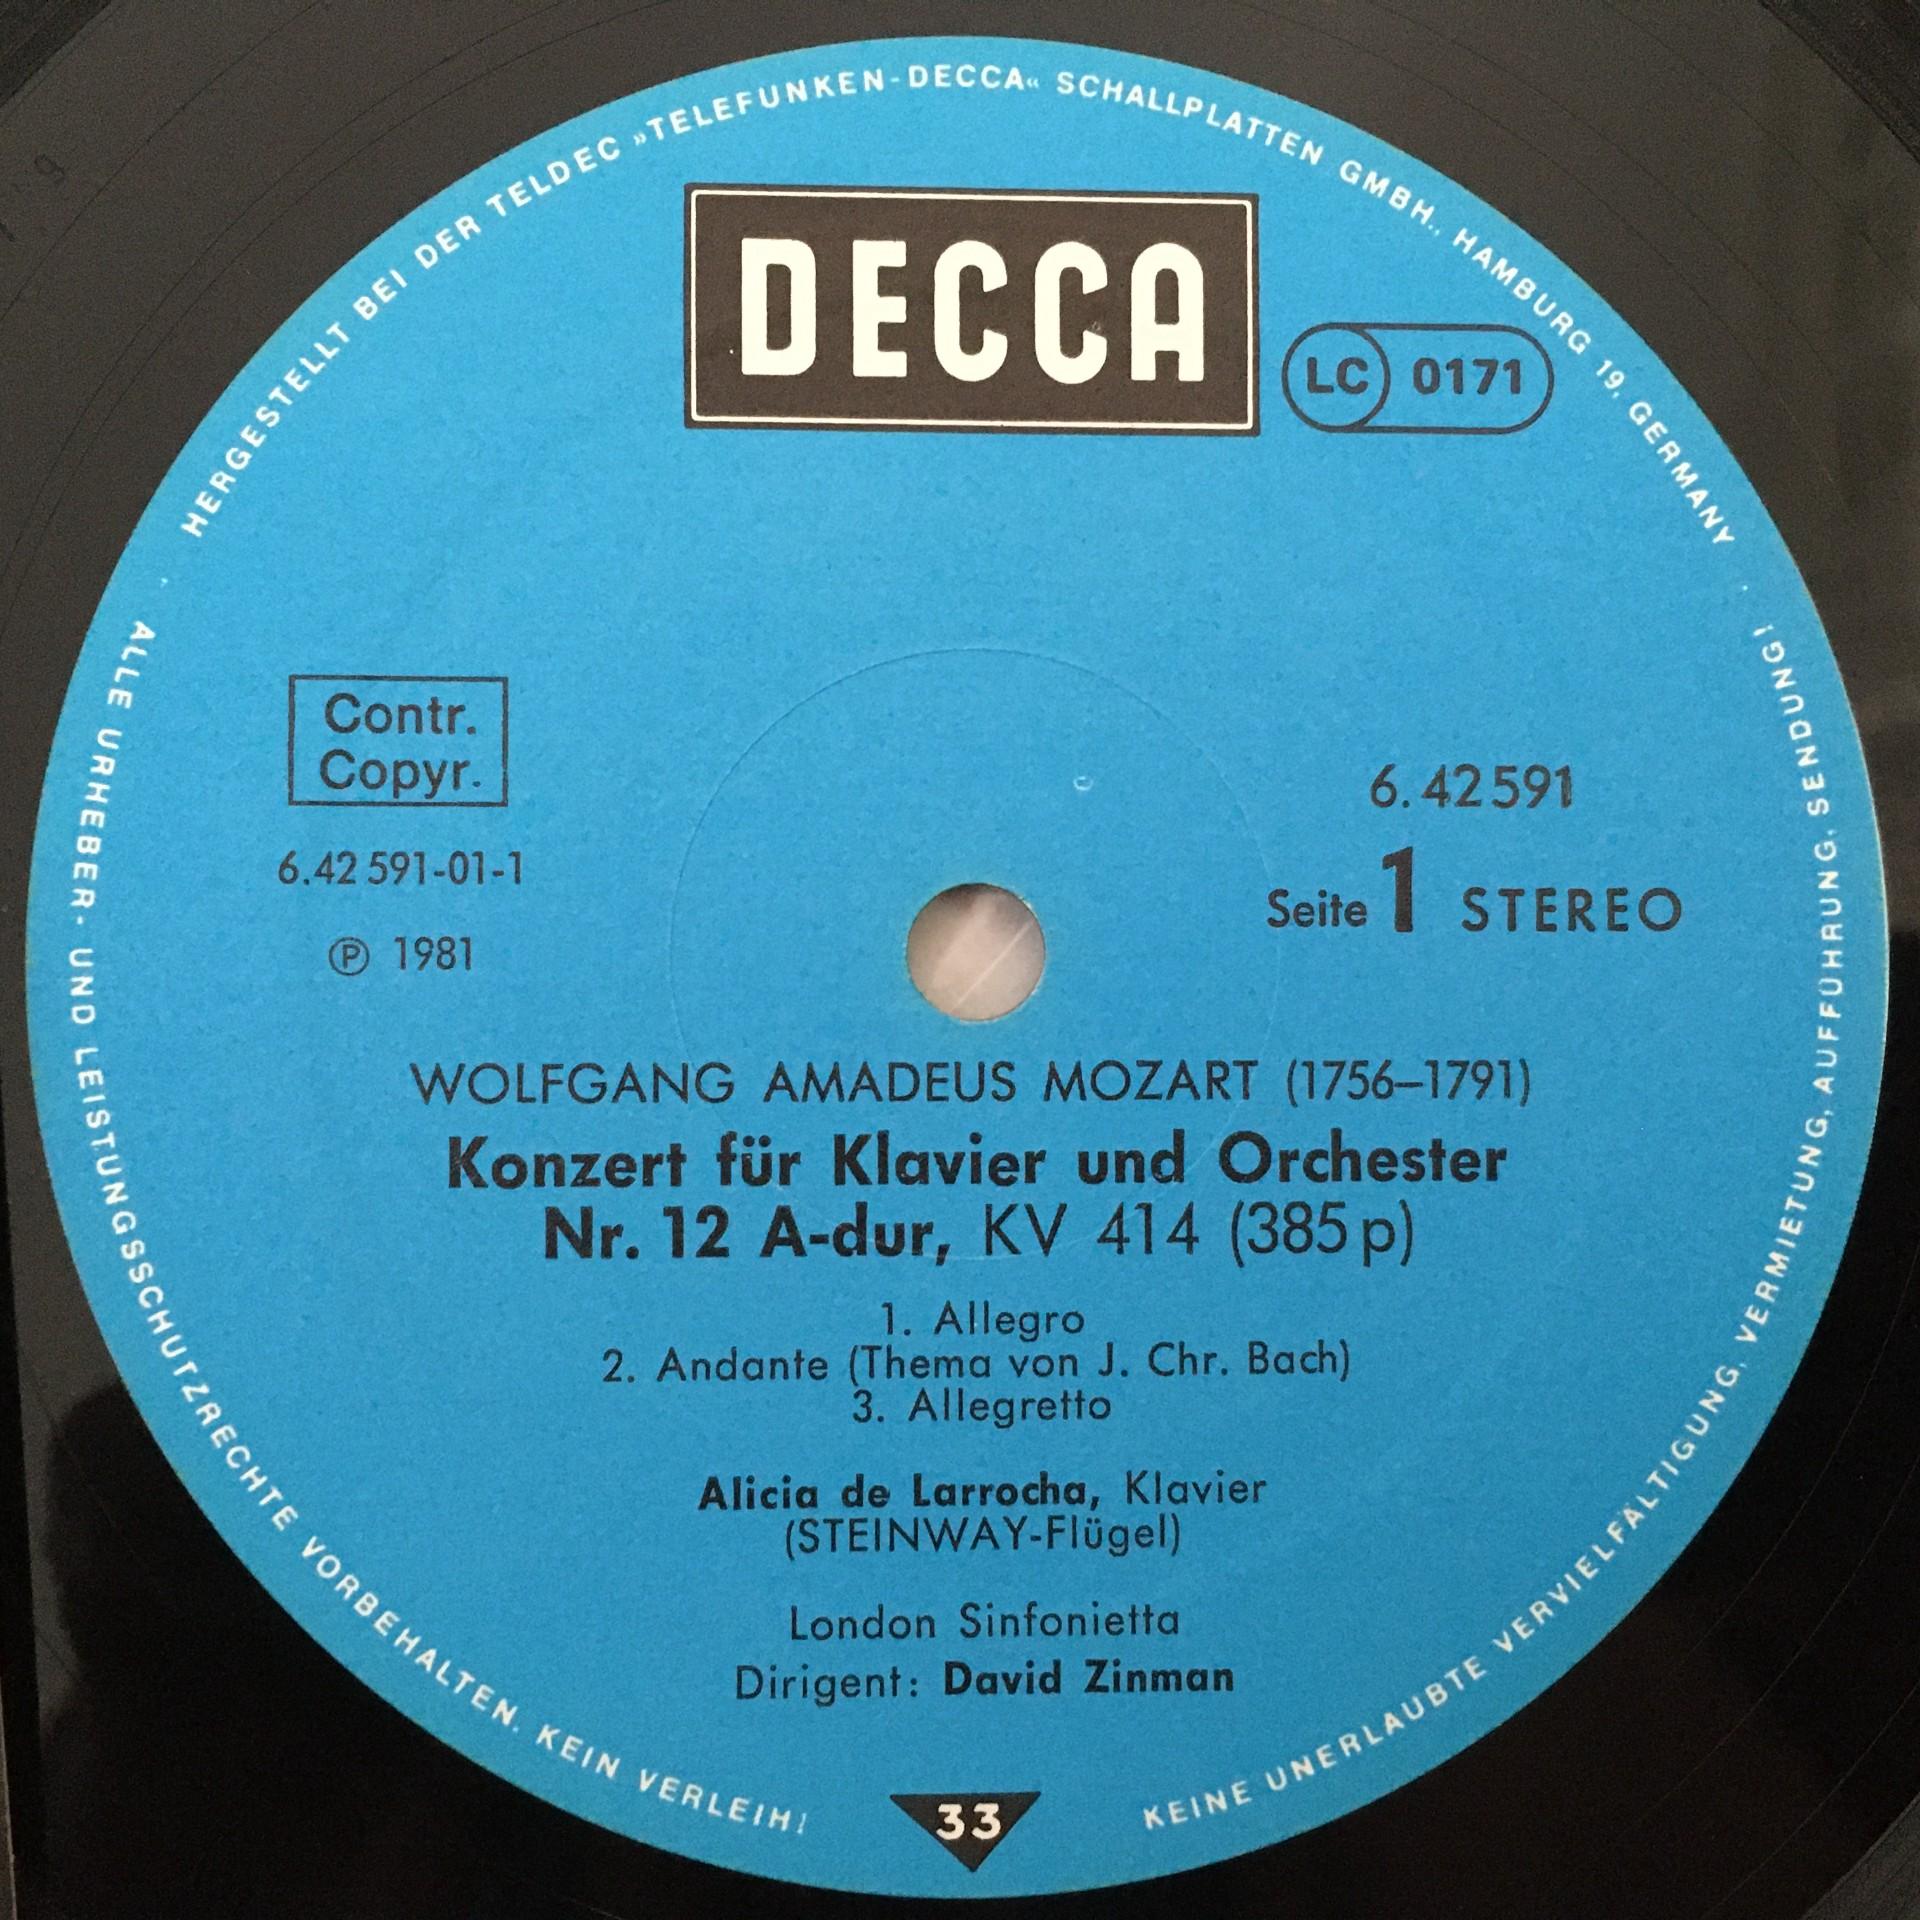 HERGESTELLT BEI DER TELDEC »TELEFUNKEN-DECCA« SCHALLPLATTEN GMBH., HAMBURG 19, GERMANY
DECCA
LC 0171
Contr.
Copyr.
6.42 591-01-1
℗ 1981
6.42591
Seite 1 STEREO
WOLFGANG AMADEUS MOZART (1756–1791)
Konzert für Klavier und Orchester
Nr. 12 A-dur, KV 414 (385p)
1. Allegro
2. Andante (Thema von J. Chr. Bach)
3. Allegretto
Alicia de Larrocha, Klavier
(STEINWAY-Flügel)
London Sinfonietta
Dirigent: David Zinman
33
ALLE URHEBER- UND LEISTUNGSSCHUTZRECHTE VORBEHALTEN. KEIN VERLEIH!
KEINE UNERLAUBTE VERVIELFÄLTIGUNG, VERMIETUNG, AUFFÜHRUNG, SENDUNG!